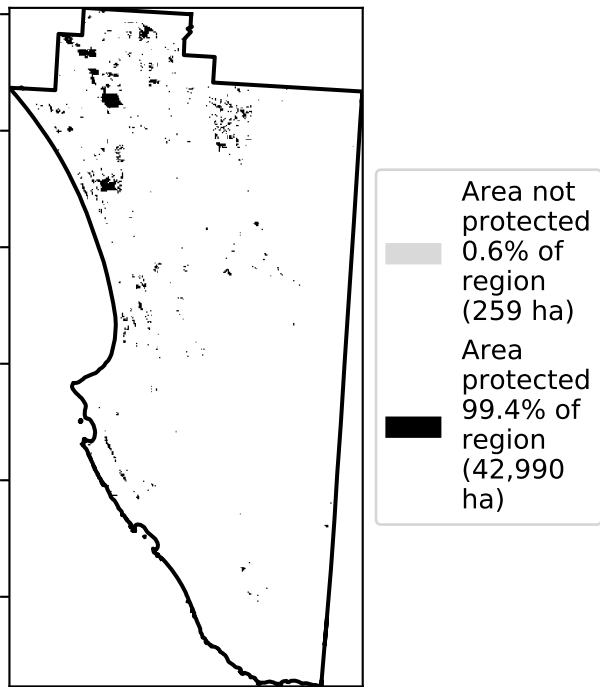 Area not
protected
0.6% of
region
(259 ha)
Area
protected
99.4% of
region
(42,990
ha)